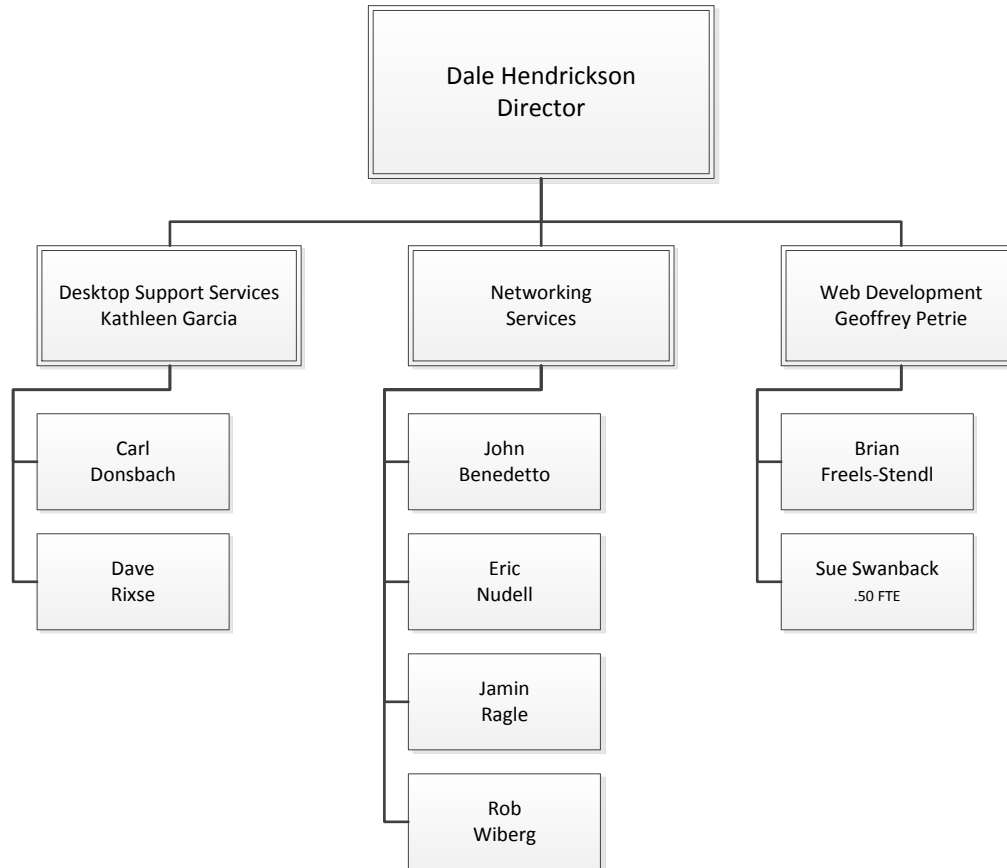 Dale Hendrickson
Director
Desktop Support Services
Kathleen Garcia
Networking
Services
Web Development
Geoffrey Petrie
Carl
Donsbach
Dave
Rixse
John
Benedetto
Eric
Nudell
Jamin
Ragle
Rob
Wiberg
Brian
Freels-Stendl
Sue Swanback
.50 FTE